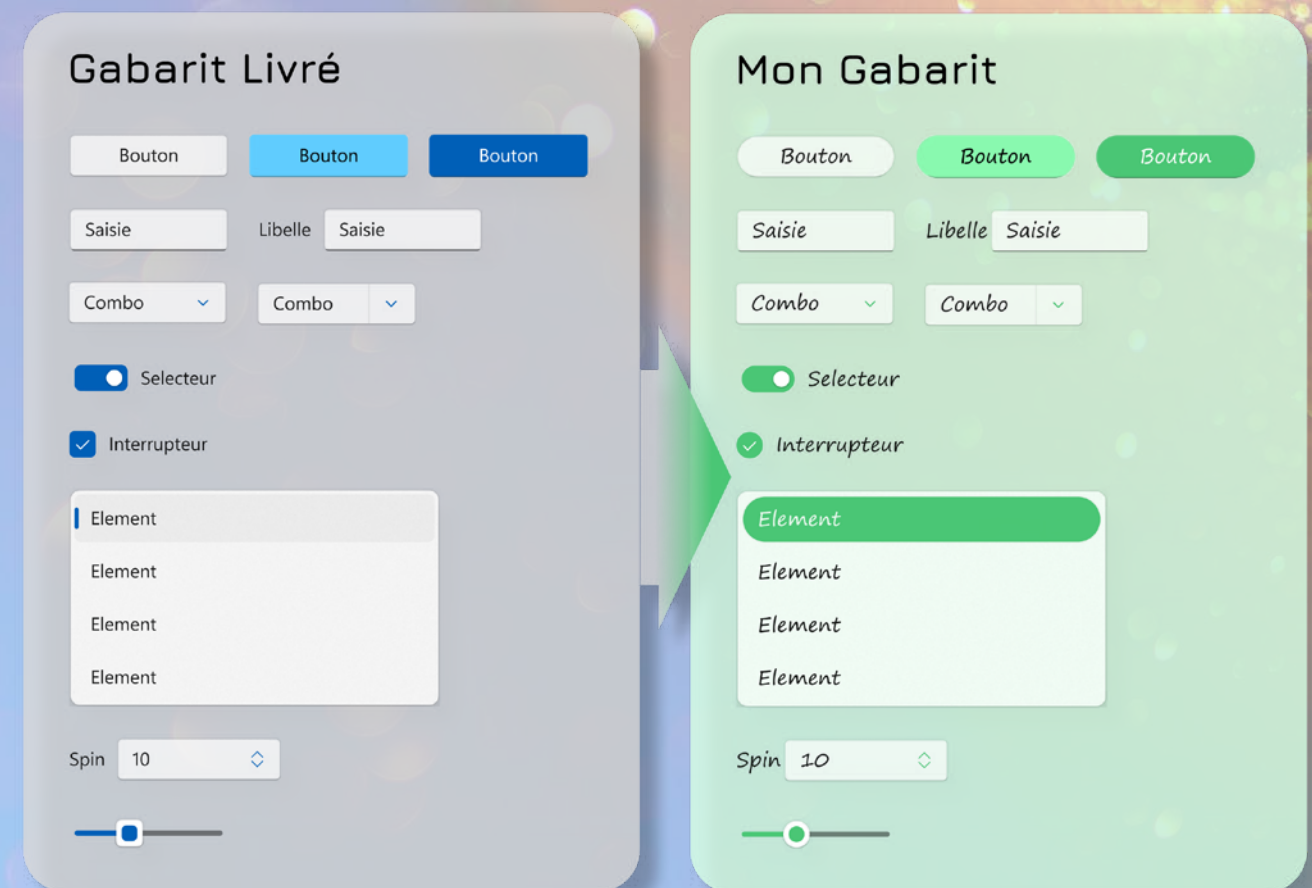 Gabarit Livré
Bouton Bouton Bouton
Saisie Libelle Saisie
Combo Combo
Selecteur
Interrupteur
Element
Element
Element
Element
Spin 10
Mon Gabarit
Bouton Bouton Bouton
Saisie Libelle Saisie
Combo Combo
Selecteur
Interrupteur
Element
Element
Element
Element
Spin 10